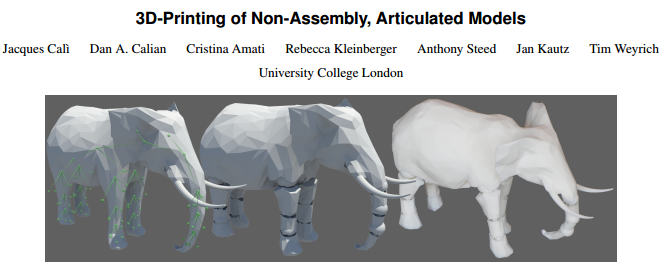 3D-Printing of Non-Assembly, Articulated Models
Jacques Calì Dan A. Calian Cristina Amati Rebecca Kleinberger Anthony Steed Jan Kautz Tim Weyrich
University College London